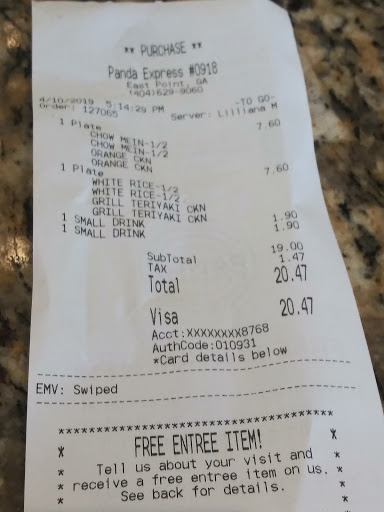 ** PURCHASE **
Panda Express #0918
East Point, GA
(404)629-9060
4/10/2019 5:14:29 PM -TO GO-
Order: 127065 Server: Lilliana M
1 Plate 7.60
CHOW MEIN-1/2
CHOW MEIN-1/2
ORANGE CKN
ORANGE CKN
1 Plate 7.60
WHITE RICE-1/2
WHITE RICE-1/2
GRILL TERIYAKI CKN
GRILL TERIYAKI CKN
1 SMALL DRINK 1.90
1 SMALL DRINK 1.90
SubTotal 19.00
TAX 1.47
Total 20.47
Visa 20.47
Acct:XXXXXXXX8768
AuthCode:010931
*Card details below
EMV: Swiped
************************************
* FREE ENTREE ITEM! *
* Tell us about your visit and *
* receive a free entree item on us. *
* See back for details. *